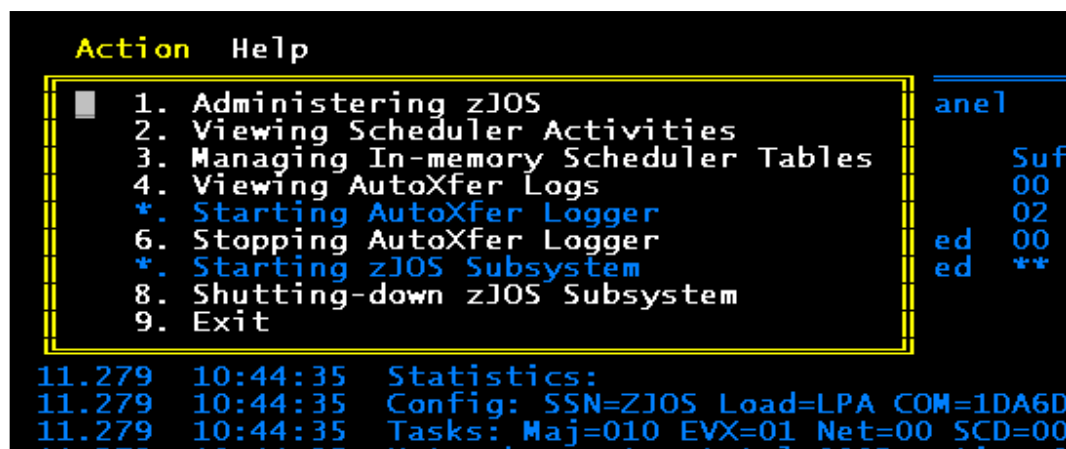 Action Help
1. Administering zJOS anel
2. Viewing Scheduler Activities
3. Managing In-memory Scheduler Tables Suf
4. Viewing AutoXfer Logs 00
*. Starting AutoXfer Logger 02
6. Stopping AutoXfer Logger ed 00
*. Starting zJOS Subsystem ed **
8. Shutting-down zJOS Subsystem
9. Exit
11.279 10:44:35 Statistics:
11.279 10:44:35 Config: SSN=ZJOS Load=LPA COM=1DA6D
11.279 10:44:35 Tasks: Maj=010 EVX=01 Net=00 SCD=00